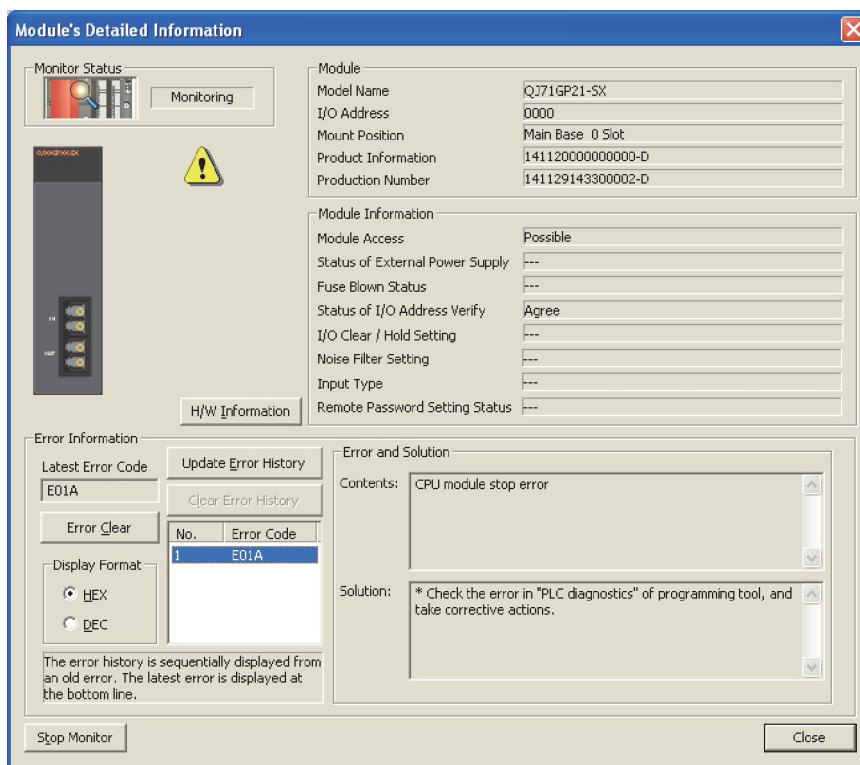 Module's Detailed Information
Monitor Status
Monitoring
Module
Model Name QJ71GP21-SX
I/O Address 0000
Mount Position Main Base 0 Slot
Product Information 141120000000000-D
Production Number 141129143300002-D
Module Information
Module Access Possible
Status of External Power Supply ---
Fuse Blown Status ---
Status of I/O Address Verify Agree
I/O Clear / Hold Setting ---
Noise Filter Setting ---
Input Type ---
Remote Password Setting Status ---
IN
OUT
H/W Information
Error Information
Latest Error Code
E01A
Error Clear
Display Format
HEX
DEC
Update Error History
Clear Error History
No. Error Code
1 E01A
The error history is sequentially displayed from
an old error. The latest error is displayed at
the bottom line.
Error and Solution
Contents: CPU module stop error
Solution: * Check the error in "PLC diagnostics" of programming tool, and
take corrective actions.
Stop Monitor
Close